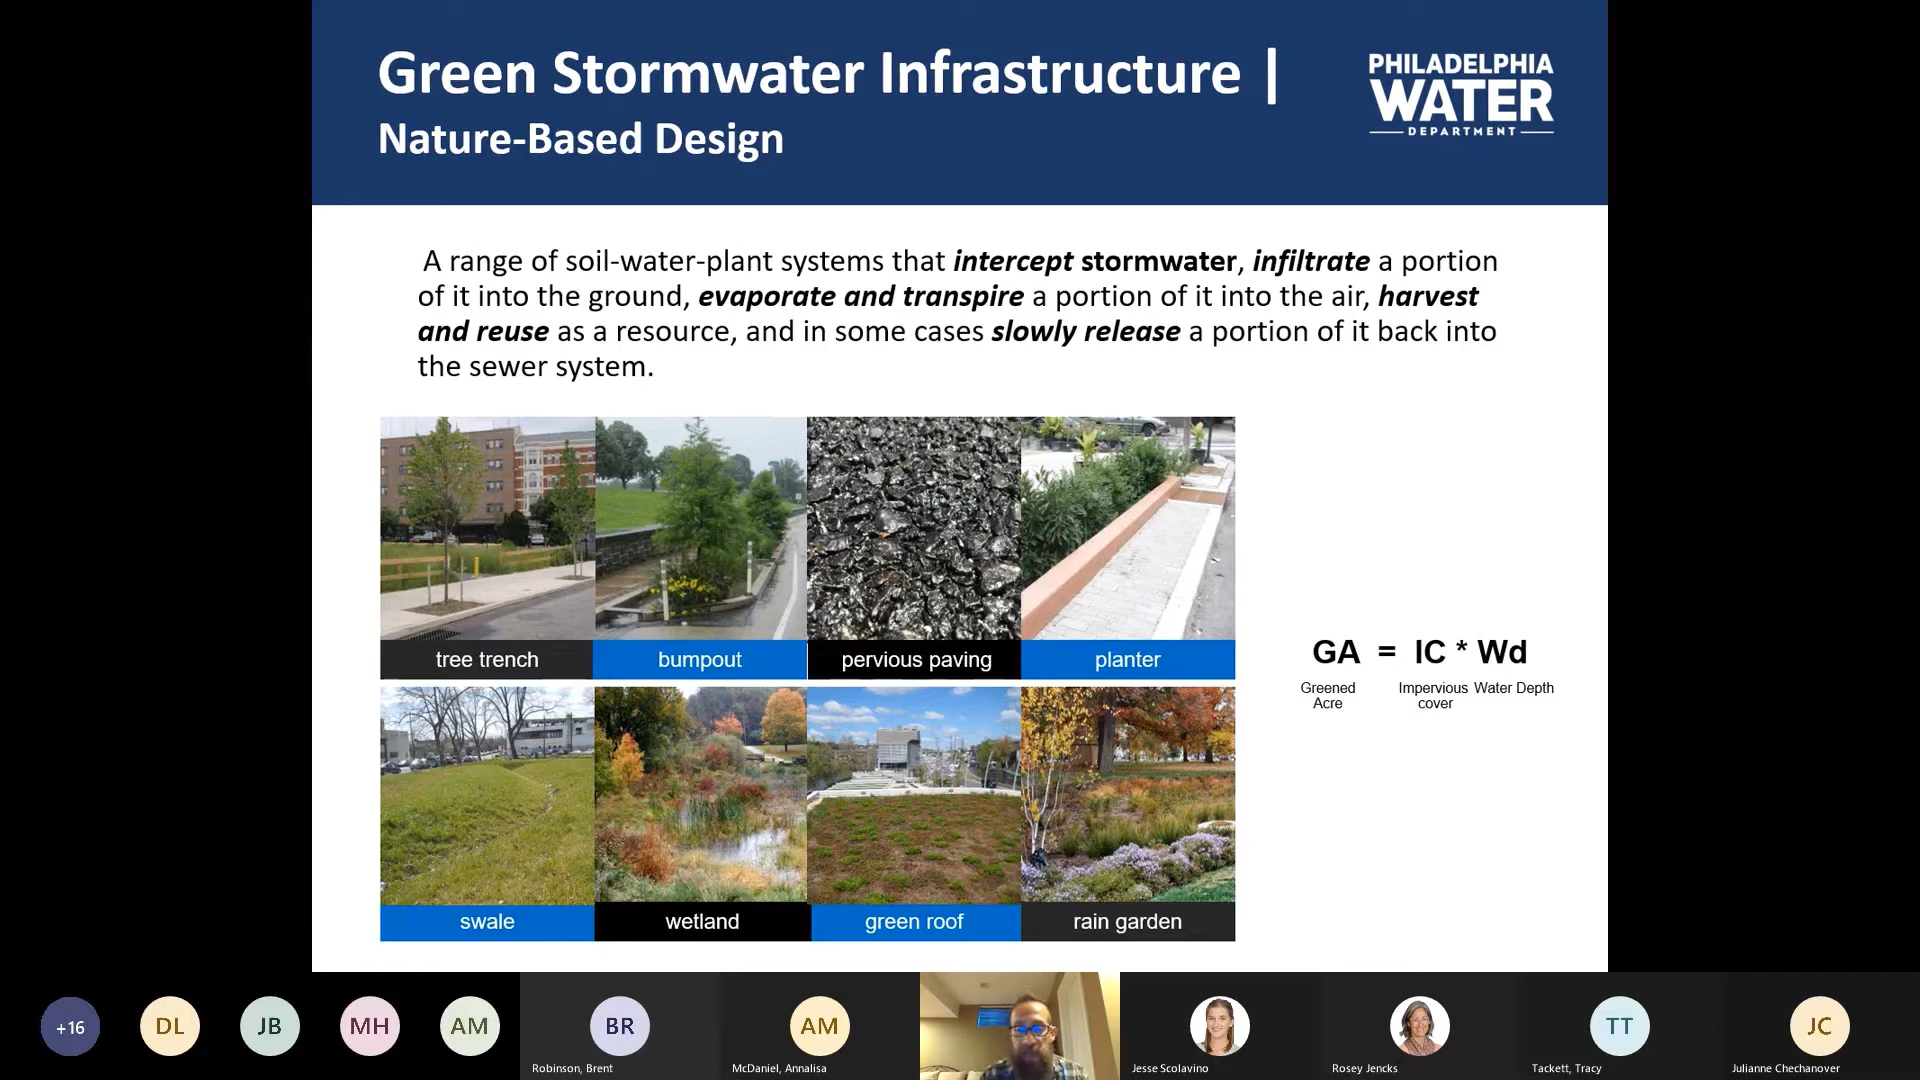 Green Stormwater Infrastructure |
Nature-Based Design
PHILADELPHIA
WATER
DEPARTMENT
A range of soil-water-plant systems that intercept stormwater, infiltrate a portion
of it into the ground, evaporate and transpire a portion of it into the air, harvest
and reuse as a resource, and in some cases slowly release a portion of it back into
the sewer system.
tree trench
bumpout
pervious paving
planter
GA = IC * Wd
Greened
Acre
Impervious
cover
Water Depth
swale
wetland
green roof
rain garden
+16
DL
JB
MH
AM
BR
Robinson, Brent
AM
McDaniel, Annalisa
Jesse Scolavino
Rosey Jencks
TT
Tackett, Tracy
JC
Julianne Chechanover